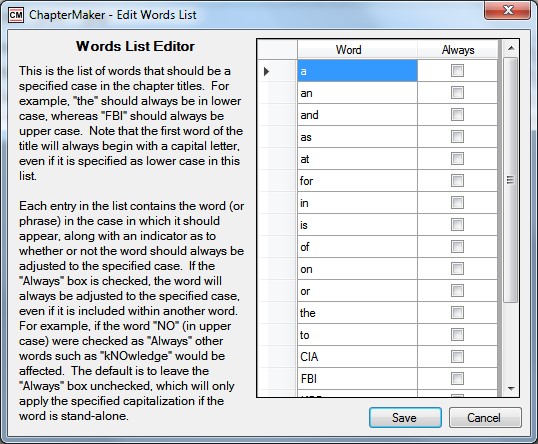 CM ChapterMaker - Edit Words List
Words List Editor
This is the list of words that should be a
specified case in the chapter titles.  For
example, "the" should always be in lower
case, whereas "FBI" should always be
upper case.  Note that the first word of the
title will always begin with a capital letter,
even if it is specified as lower case in this
list.
Each entry in the list contains the word (or
phrase) in the case in which it should
appear, along with an indicator as to
whether or not the word should always be
adjusted to the specified case.  If the
"Always" box is checked, the word will
always be adjusted to the specified case,
even if it is included within another word.
For example, if the word "NO" (in upper
case) were checked as "Always" other
words such as "kNOwledge" would be
affected.  The default is to leave the
"Always" box unchecked, which will only
apply the specified capitalization if the
word is stand-alone.
Word Always
a
an
and
as
at
for
in
is
of
on
or
the
to
CIA
FBI
Save Cancel